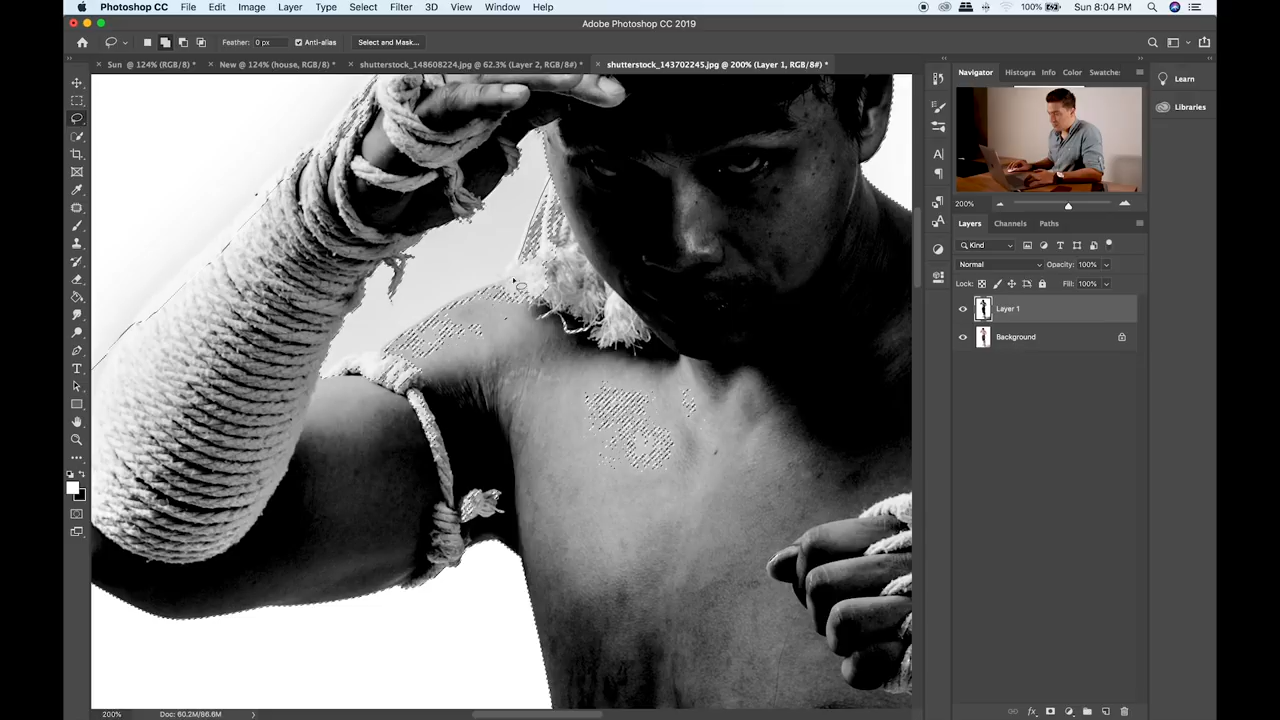 Photoshop CC File Edit Image Layer Type Select Filter 3D View Window Help 100% Sun 8:04 PM
Adobe Photoshop CC 2019
Feather: 0 px Anti-alias Select and Mask...
Sun @ 124% (RGB/8) * New @ 124% (house, RGB/8) * shutterstock_148608224.jpg @ 62.3% (Layer 2, RGB/8#) * shutterstock_143702245.jpg @ 200% (Layer 1, RGB/8#) *
Navigator Histogra Info Color Swatche:
Learn
Libraries
200%
Layers Channels Paths
Kind
Normal Opacity: 100%
Lock: Fill: 100%
Layer 1
Background
200% Doc: 60.2M/86.6M